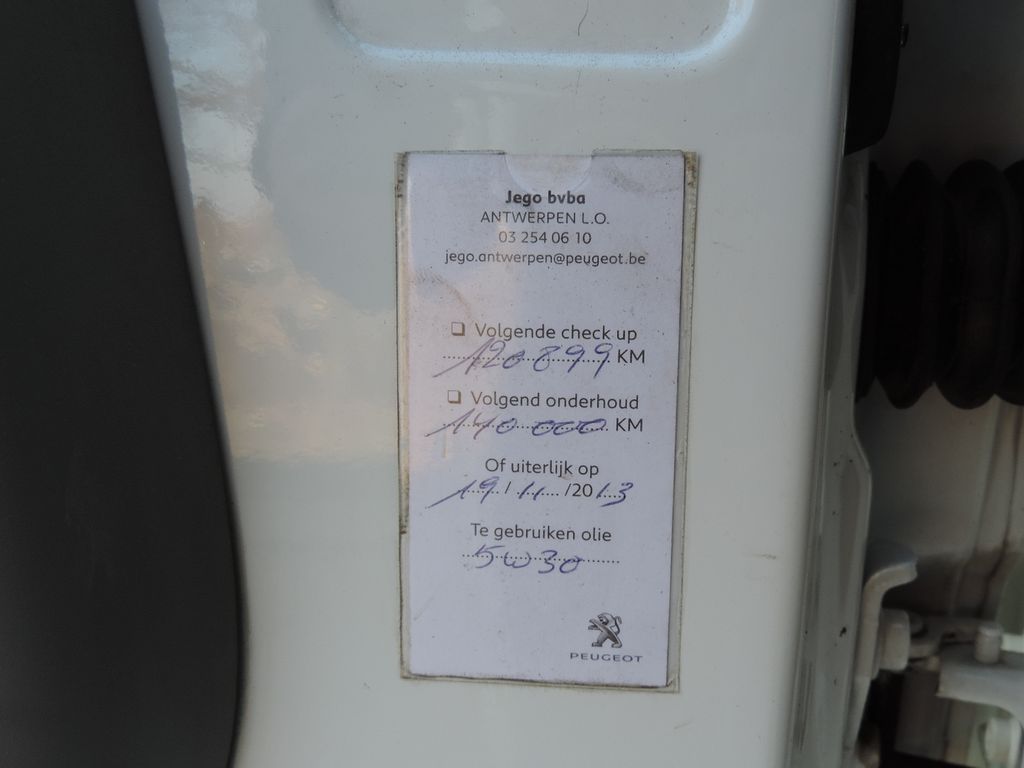 Jego bvba
ANTWERPEN L.O.
03 254 06 10
jego.antwerpen@peugeot.be
❑ Volgende check up
120 899 KM
❑ Volgend onderhoud
140 000 KM
Of uiterlijk op
19 / 11 /2013
Te gebruiken olie
5w30
PEUGEOT